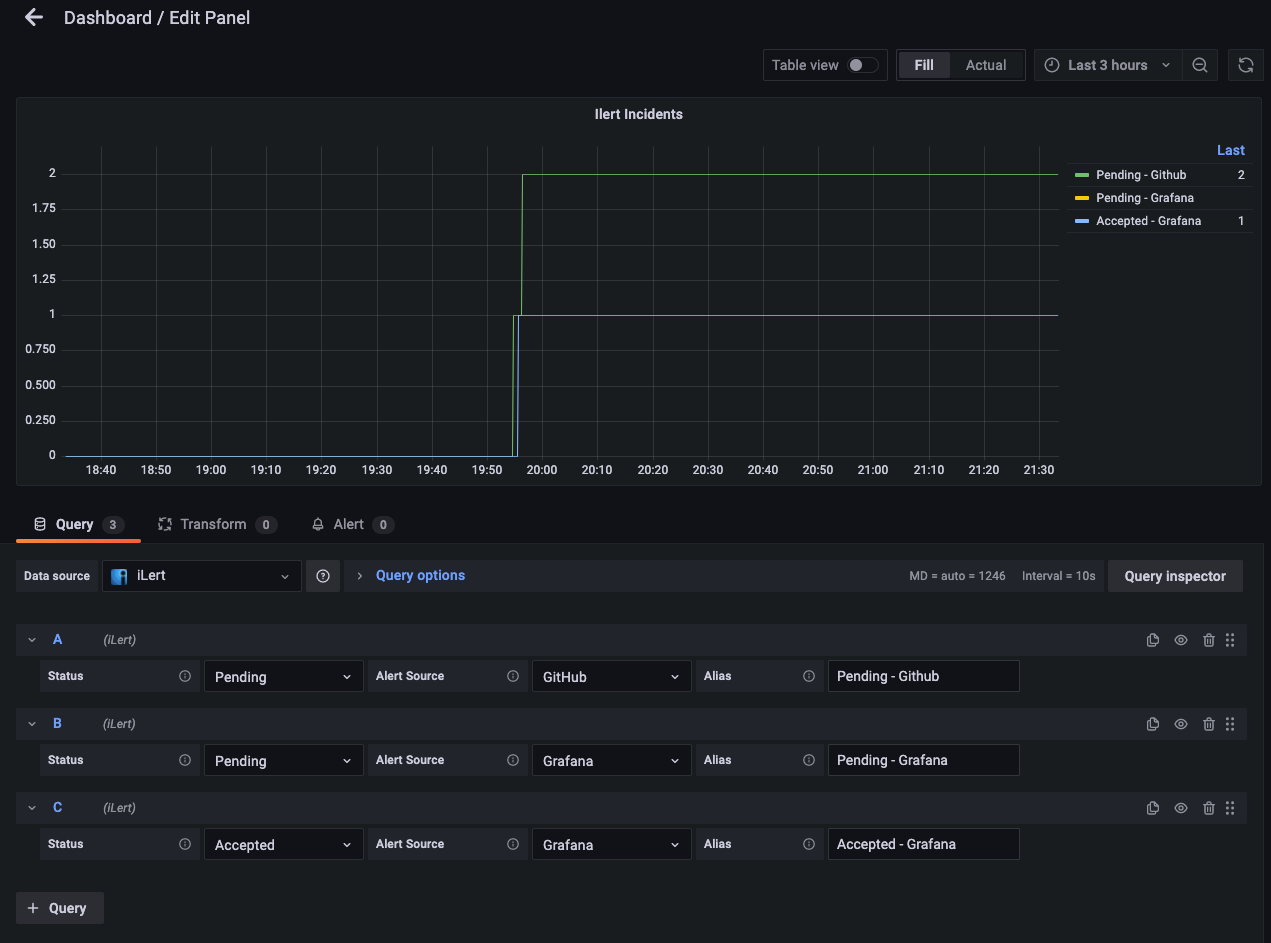 Dashboard / Edit Panel
Table view Fill Actual Last 3 hours
Ilert Incidents
Last
Pending - Github 2
Pending - Grafana
Accepted - Grafana 1
2
1.75
1.50
1.25
1
0.750
0.500
0.250
0
18:40 18:50 19:00 19:10 19:20 19:30 19:40 19:50 20:00 20:10 20:20 20:30 20:40 20:50 21:00 21:10 21:20 21:30
Query 3 Transform 0 Alert 0
Data source iLert Query options MD = auto = 1246 Interval = 10s Query inspector
A (iLert)
Status Pending Alert Source GitHub Alias Pending - Github
B (iLert)
Status Pending Alert Source Grafana Alias Pending - Grafana
C (iLert)
Status Accepted Alert Source Grafana Alias Accepted - Grafana
+ Query